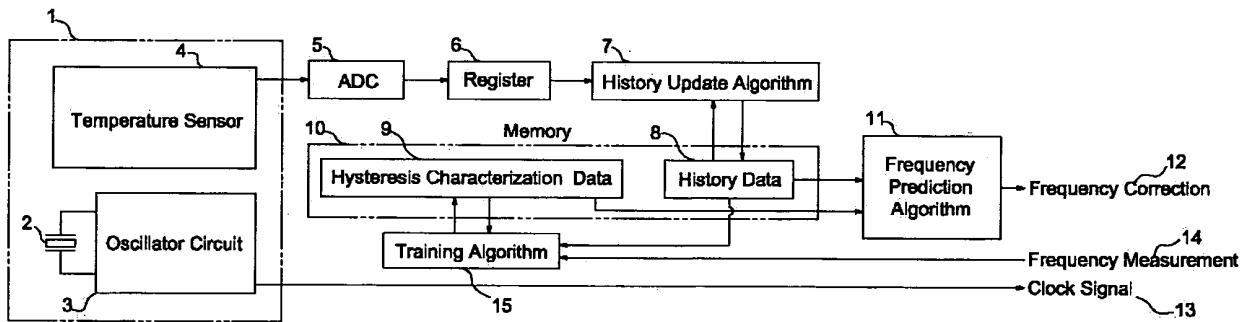 1
4
Temperature Sensor
5
ADC
6
Register
7
History Update Algorithm
10
9
Memory
8
Hysteresis Characterization Data
History Data
11
Frequency
Prediction
Algorithm
12
Frequency Correction
2
Oscillator Circuit
3
Training Algorithm
15
14
Frequency Measurement
Clock Signal
13